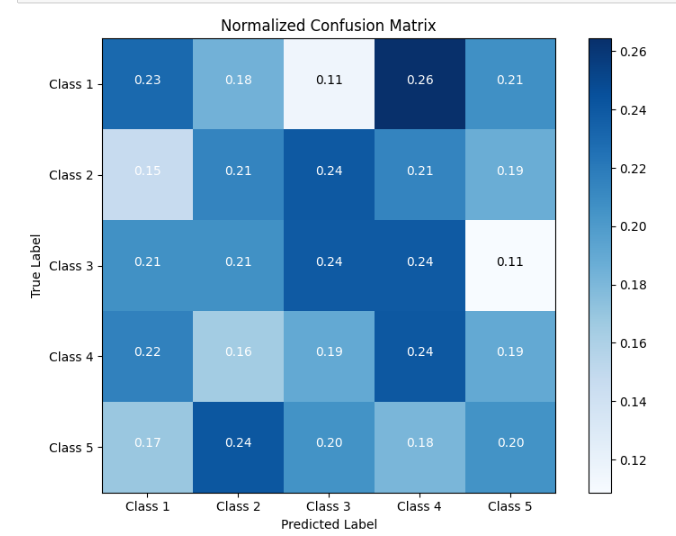 Normalized Confusion Matrix
Class 1 0.23 0.18 0.11 0.26 0.21
Class 2 0.15 0.21 0.24 0.21 0.19
Class 3 0.21 0.21 0.24 0.24 0.11
Class 4 0.22 0.16 0.19 0.24 0.19
Class 5 0.17 0.24 0.20 0.18 0.20
Class 1 Class 2 Class 3 Class 4 Class 5
Predicted Label
True Label
0.26
0.24
0.22
0.20
0.18
0.16
0.14
0.12